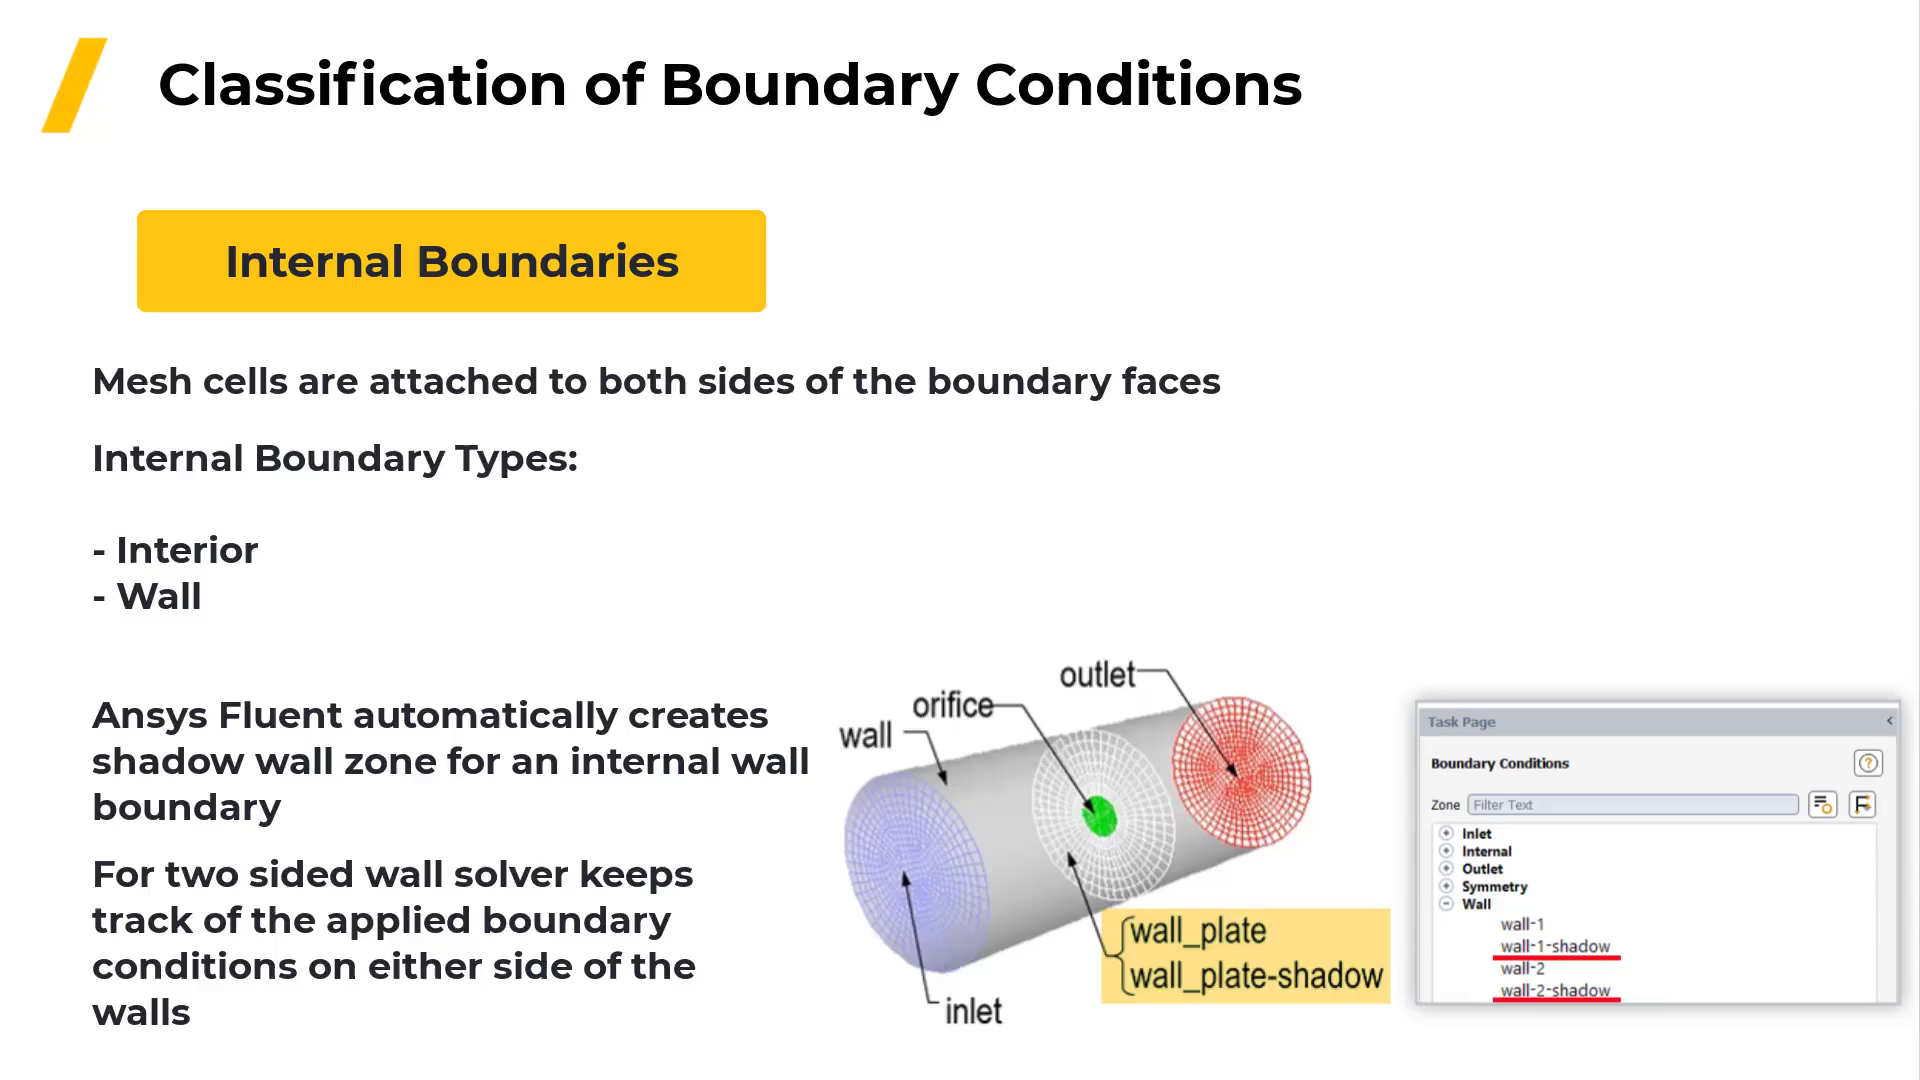 Classification of Boundary Conditions
Internal Boundaries
Mesh cells are attached to both sides of the boundary faces
Internal Boundary Types:
- Interior
- Wall
Ansys Fluent automatically creates
shadow wall zone for an internal wall
boundary
For two sided wall solver keeps
track of the applied boundary
conditions on either side of the
walls
outlet
orifice
wall
wall_plate
wall_plate-shadow
inlet
Task Page
Boundary Conditions
Zone Filter Text
Inlet
Internal
Outlet
Symmetry
Wall
wall-1
wall-1-shadow
wall-2
wall-2-shadow